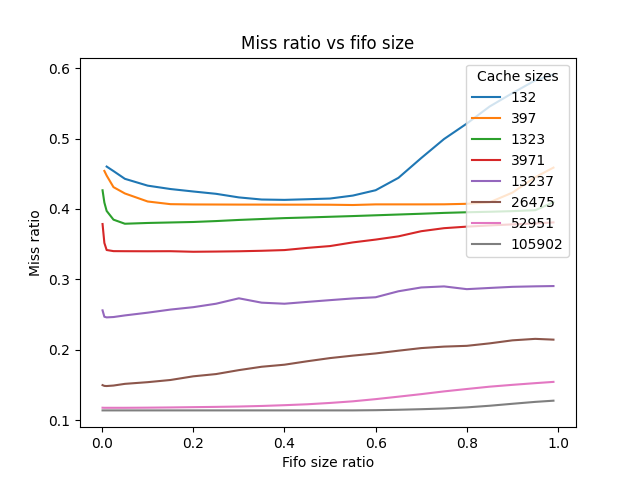 Miss ratio vs fifo size
Cache sizes
132
397
1323
3971
13237
26475
52951
105902
0.6
0.5
0.4
0.3
0.2
0.1
Miss ratio
0.0 0.2 0.4 0.6 0.8 1.0
Fifo size ratio